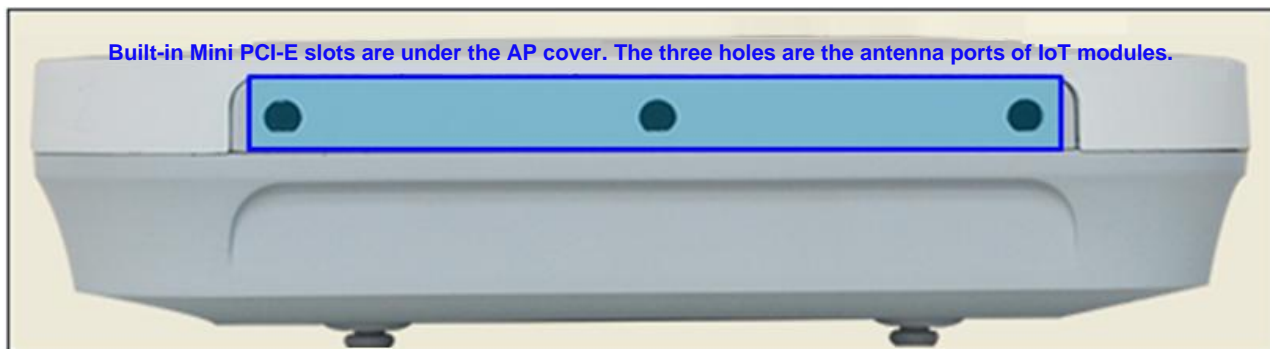 Built-in Mini PCI-E slots are under the AP cover. The three holes are the antenna ports of IoT modules.